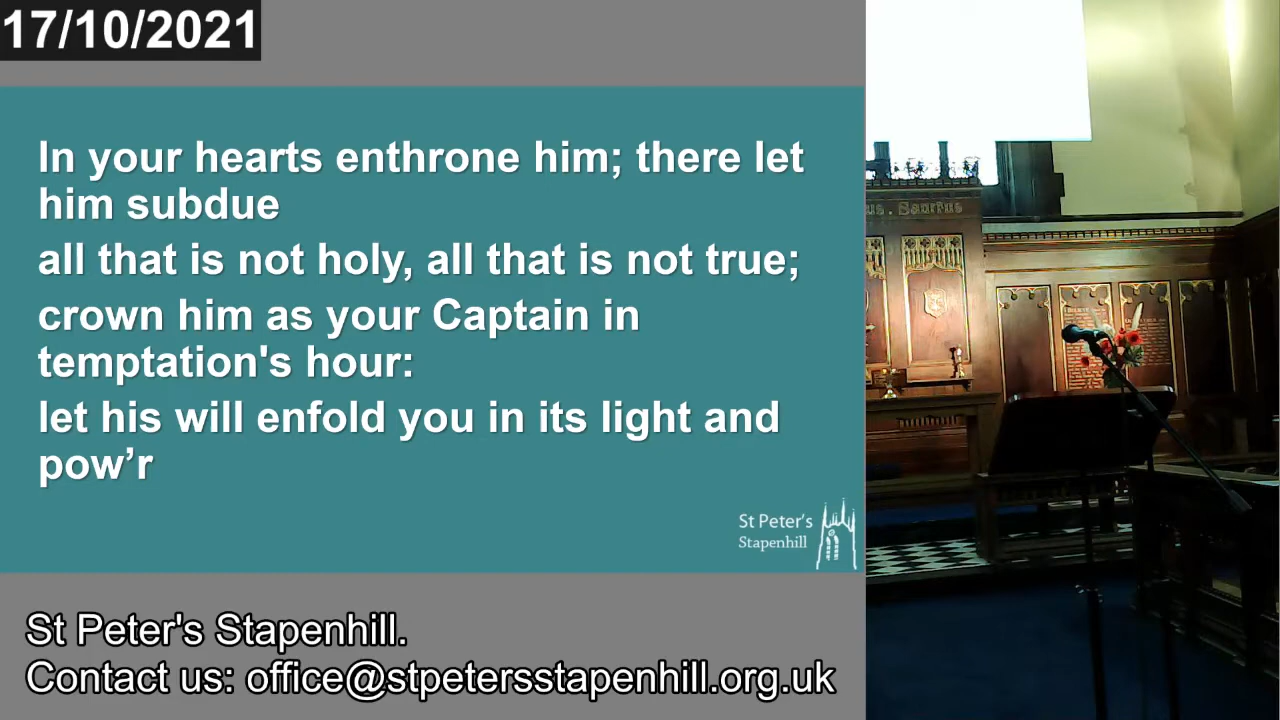 17/10/2021
In your hearts enthrone him; there let
him subdue
all that is not holy, all that is not true;
crown him as your Captain in
temptation's hour:
let his will enfold you in its light and
pow’r
St Peter's
Stapenhill
St Peter's Stapenhill.
Contact us: office@stpetersstapenhill.org.uk
us. Sanctus